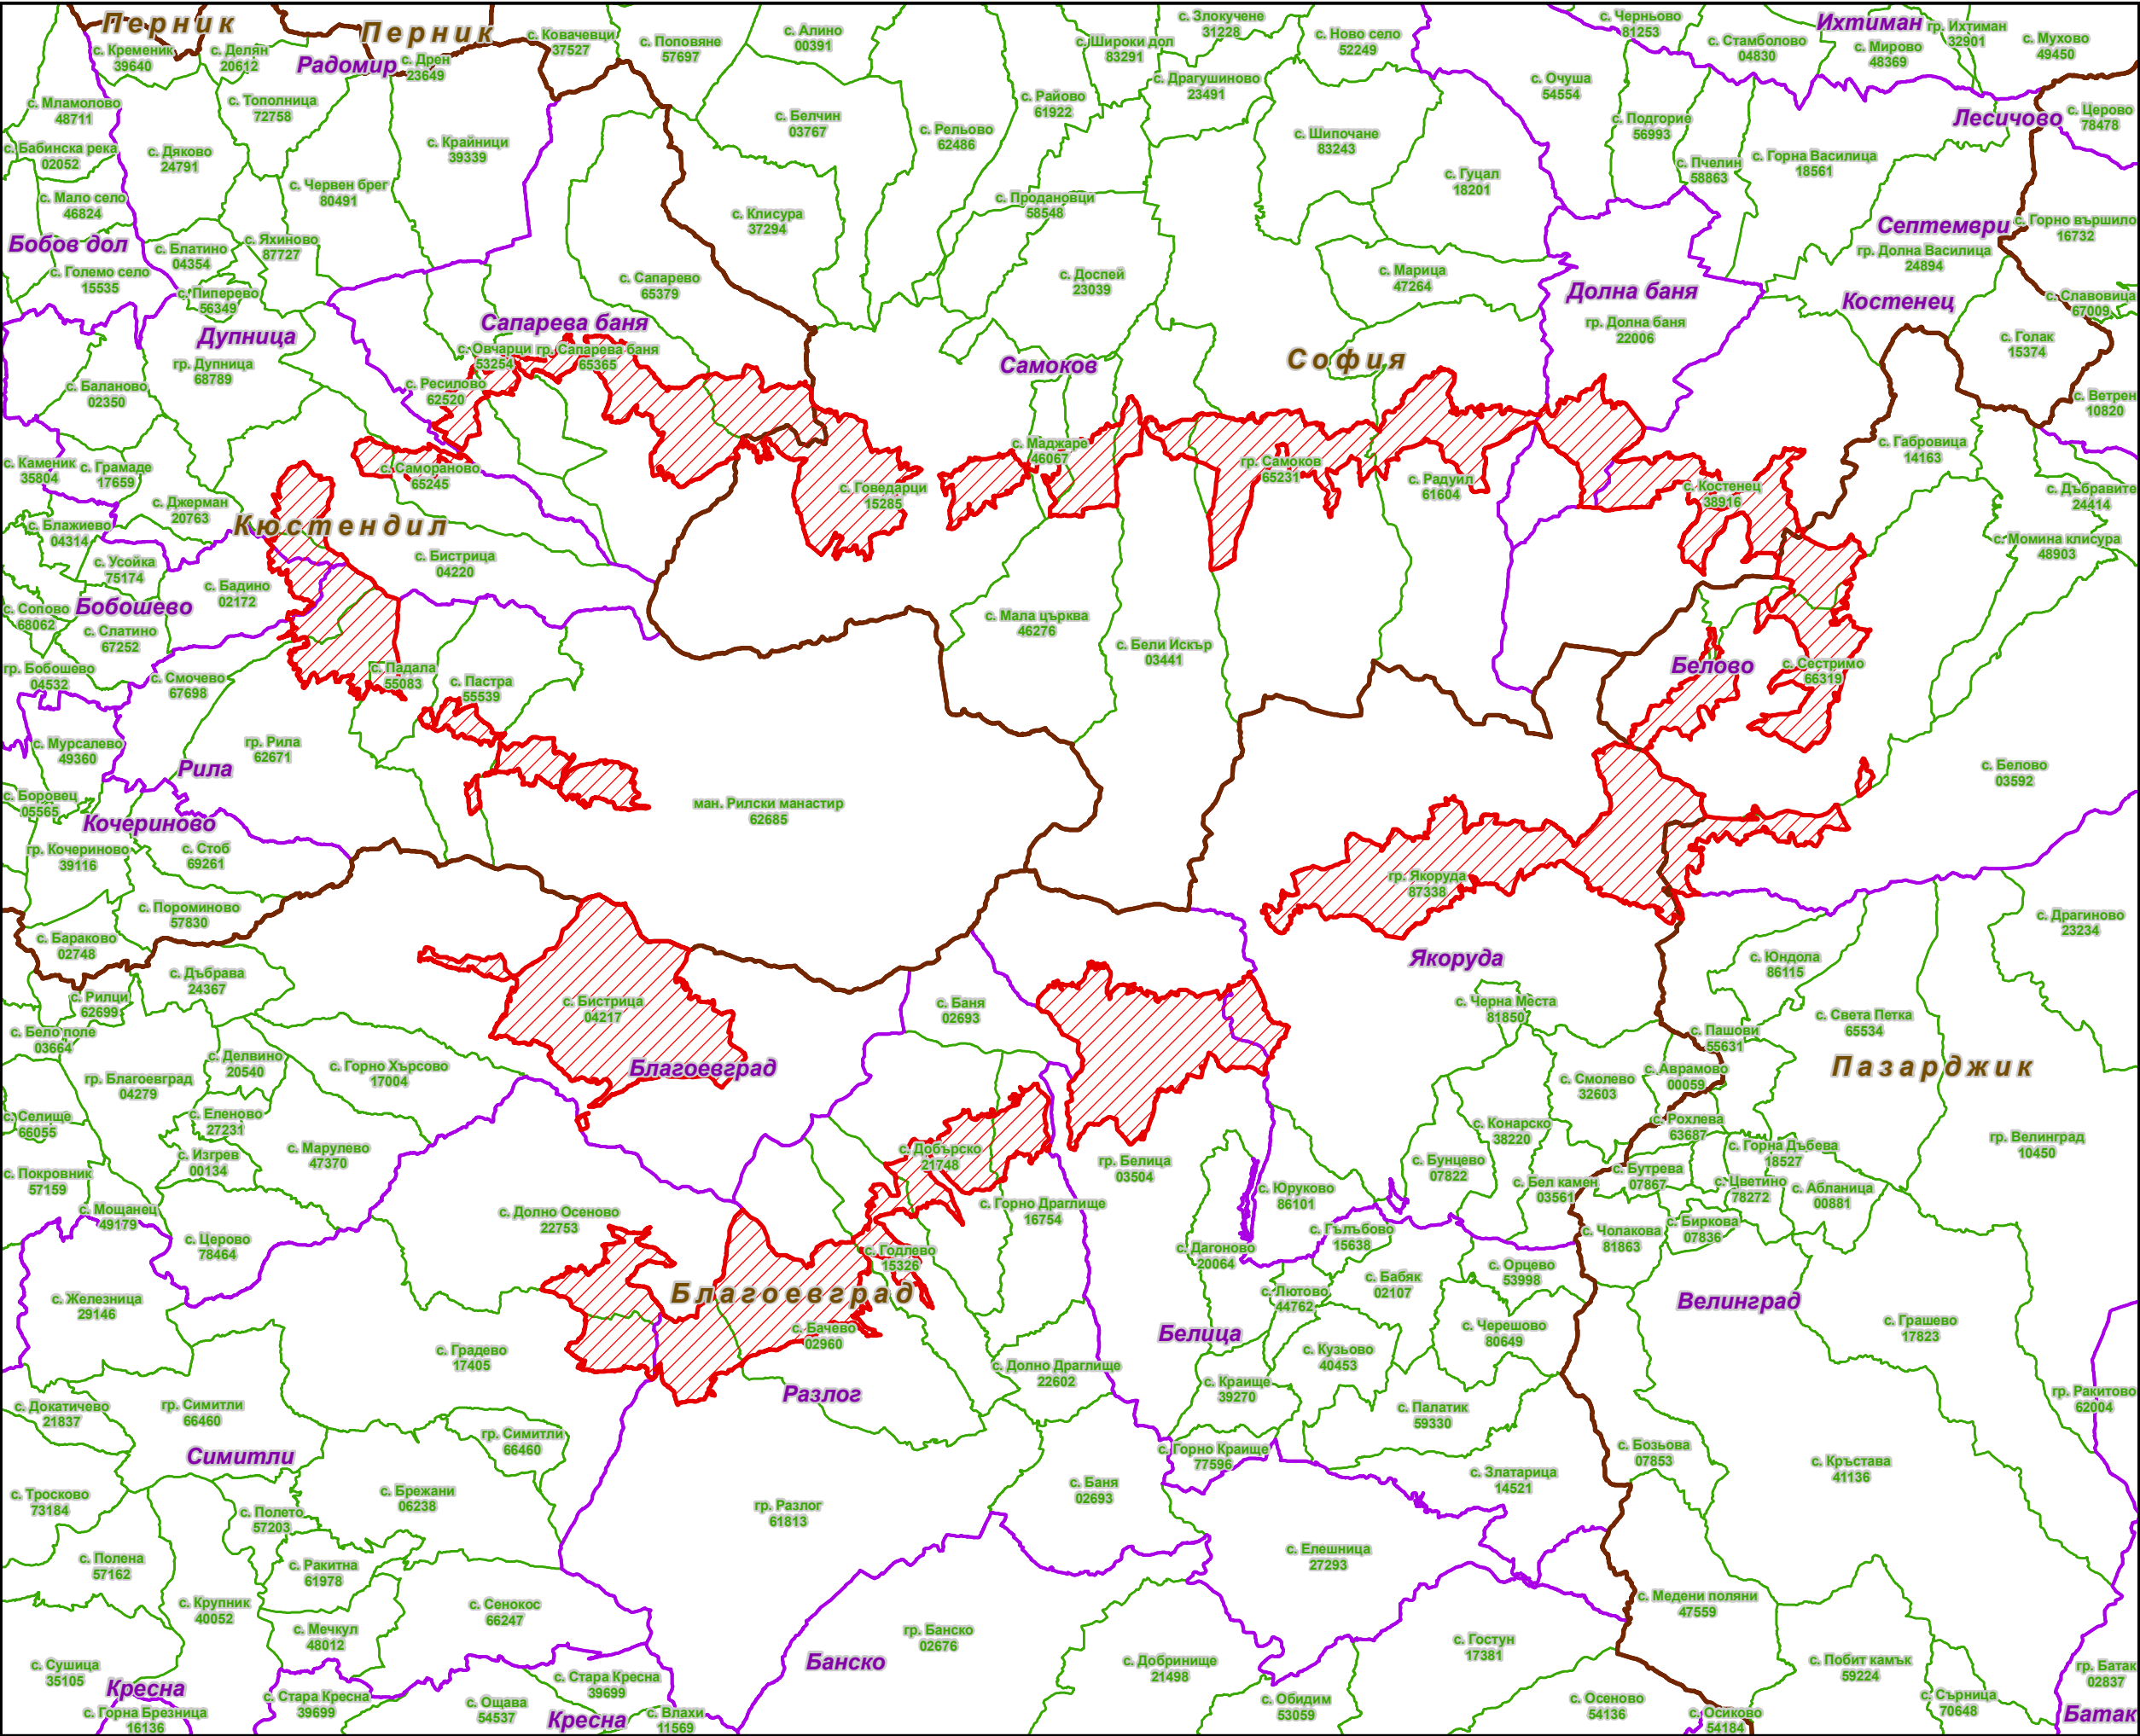 Перник
Перник
Радомир
с. Кременик
39640
с. Делян
20612
с. Дрен
23649
с. Ковачевци
37527
с. Поповяне
57697
с. Алино
00391
с. Злокучене
31228
с. Широки дол
83291
с. Ново село
52249
с. Драгушиново
23491
с. Черньово
81253
с. Очуша
54554
с. Стамболово
04830
Ихтиман
гр. Ихтиман
32901
с. Мирово
48369
с. Мухово
49450
с. Мламолово
48711
с. Тополница
72758
с. Белчин
03767
с. Рельово
62486
с. Райово
61922
с. Шипочане
83243
с. Подгорие
56993
Лесичово
с. Церово
78478
с. Бабинска река
02052
с. Дяково
24791
с. Крайници
39339
с. Гуцал
18201
с. Пчелин
58863
с. Горна Василица
18561
с. Мало село
46824
с. Червен брег
80491
с. Клисура
37294
с. Продановци
58548
Септември
с. Горно вършило
16732
Бобов дол
с. Блатино
04354
с. Яхиново
87727
гр. Долна Василица
24894
с. Големо село
15535
с. Пиперево
56349
с. Сапарево
65379
с. Доспей
23039
с. Марица
47264
Долна баня
гр. Долна баня
22006
Костенец
с. Славовица
67009
Дупница
гр. Дупница
68789
Сапарева баня
с. Овчарци
53254
гр. Сапарева баня
65365
Самоков
София
с. Голак
15374
с. Баланово
02350
с. Ресилово
62520
с. Ветрен
10820
с. Каменик
35804
с. Грамаде
17659
с. Самораново
65245
с. Говедарци
15285
с. Маджаре
46067
гр. Самоков
65231
с. Радуил
61604
с. Костенец
38916
с. Габровица
14163
с. Дъбравите
24414
с. Джерман
20763
Кюстендил
с. Блажиево
04314
с. Момина клисура
48903
с. Усойка
75174
с. Бистрица
04220
с. Бадино
02172
Бобошево
с. Сопово
68062
с. Слатино
67252
с. Мала църква
46276
с. Бели Искър
03441
гр. Бобошево
04532
с. Смочево
67698
с. Падала
55083
с. Пастра
55539
Белово
с. Сестримо
66319
с. Мурсалево
49360
гр. Рила
62671
Рила
с. Белово
03592
с. Боровец
05565
Кочериново
ман. Рилски манастир
62685
гр. Кочериново
39116
с. Стоб
69261
гр. Якоруда
87338
с. Пороминово
57830
с. Бараково
02748
с. Драгиново
23234
с. Дъбрава
24367
Якоруда
с. Юндола
86115
с. Рилци
62699
с. Бистрица
04217
с. Баня
02693
с. Черна Места
81850
с. Света Петка
65534
с. Бело поле
03664
с. Пашови
55631
с. Делвино
20540
с. Горно Хърсово
17004
Благоевград
Пазарджик
гр. Благоевград
04279
с. Смолево
32603
с. Аврамово
00059
с. Селище
66055
с. Еленово
27231
с. Конарско
38220
с. Рохлева
63687
гр. Велинград
10450
с. Марулево
47370
с. Изгрев
00134
с. Добърско
21748
гр. Белица
03504
с. Горна Дъбева
18527
с. Покровник
57159
с. Юруково
86101
с. Бунцево
07822
с. Бел камен
03561
с. Бутрева
07867
с. Цветино
78272
с. Абланица
00881
с. Мощанец
49179
с. Долно Осеново
22753
с. Горно Драглище
16754
с. Гълъбово
15638
с. Чолакова
81863
с. Биркова
07836
с. Церово
78464
с. Годлево
15326
с. Дагоново
20064
с. Бабяк
02107
с. Орцево
53998
с. Железница
29146
Благоевград
с. Лютово
44762
Велинград
с. Бачево
02960
Белица
с. Черешово
80649
с. Грашево
17823
с. Градево
17405
с. Кузьово
40453
с. Долно Драглище
22602
Разлог
с. Краище
39270
гр. Ракитово
62004
с. Докатичево
21837
гр. Симитли
66460
с. Палатик
59330
гр. Симитли
66460
Симитли
с. Горно Краище
77596
с. Бозьова
07853
с. Кръстава
41136
с. Златарица
14521
с. Тросково
73184
с. Брежани
06238
с. Баня
02693
гр. Разлог
61813
с. Полето
57203
с. Полена
57162
с. Ракитна
61978
с. Елешница
27293
с. Крупник
40052
с. Сенокос
66247
с. Медени поляни
47559
с. Мечкул
48012
гр. Банско
02676
с. Гостун
17381
с. Сушица
35105
Банско
с. Добринище
21498
с. Побит камък
59224
гр. Батак
02837
Кресна
с. Стара Кресна
39699
с. Стара Кресна
39699
с. Ощава
54537
с. Обидим
53059
с. Осеново
54136
с. Сърница
70648
с. Горна Брезница
16136
Кресна
с. Влахи
11569
с. Осиково
54184
Батак